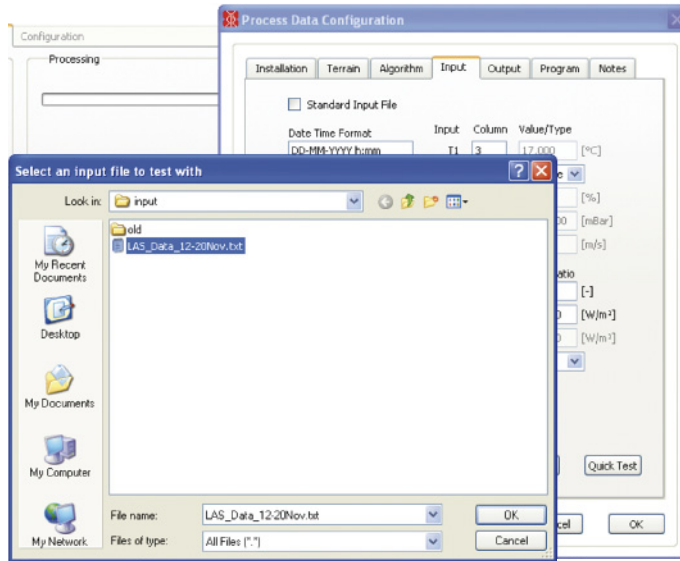 Process Data Configuration
Configuration
Processing
Installation Terrain Algorithm Input Output Program Notes
Standard Input File
Date Time Format Input Column Value/Type
DD-MM-YYYY h:mm T1 3 17.000 [°C]
Select an input file to test with
Look in: input
[%]
[mBar]
[m/s]
[-]
[W/m²]
[W/m²]
old
LAS_Data_12-20Nov.txt
My Recent
Documents
Desktop
My Documents
My Computer
My Network
File name: LAS_Data_12-20Nov.txt OK
Files of type: All Files (*.*) Cancel
Quick Test
OK